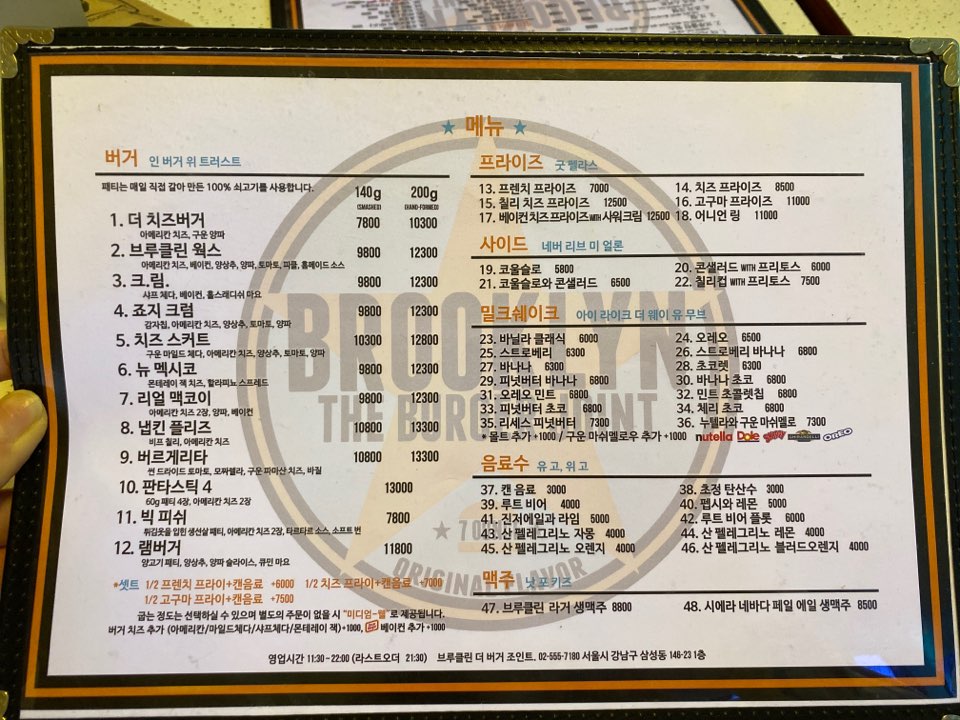 ★ 메뉴 ★
버거 인 버거 위 트러스트
패티는 매일 직접 갈아 만든 100% 쇠고기를 사용합니다.
140g (SMASHED) 200g (HAND-FORMED)
1. 더 치즈버거 7800 10300
아메리칸 치즈, 구운 양파
2. 브루클린 웍스 9800 12300
아메리칸 치즈, 베이컨, 양상추, 양파, 토마토, 피클, 홈메이드 소스
3. 크.림. 9800 12300
샤프 체다, 베이컨, 홀스래디쉬 마요
4. 죠지 크럼 9800 12300
감자칩, 아메리칸 치즈, 양상추, 토마토, 양파
5. 치즈 스커트 10300 12800
구운 마일드 체다, 아메리칸 치즈, 양상추, 토마토, 양파
6. 뉴 멕시코 9800 12300
몬테레이 잭 치즈, 할라피뇨 스프레드
7. 리얼 맥코이 9800 12300
아메리칸 치즈 2장, 양파, 베이컨
8. 냅킨 플리즈 10800 13300
비프 칠리, 아메리칸 치즈
9. 버르게리타 10800 13300
썬 드라이드 토마토, 모짜렐라, 구운 파마산 치즈, 바질
10. 판타스틱 4 13000
60g 패티 4장, 아메리칸 치즈 2장
11. 빅 피쉬 7800
튀김옷을 입힌 생선살 패티, 아메리칸 치즈 2장, 타르타르 소스, 소프트 번
12. 램버거 11800
양고기 패티, 양상추, 양파 슬라이스, 큐민 마요
*셋트 1/2 프렌치 프라이+캔음료 +6000 1/2 치즈 프라이+캔음료 +7000
1/2 고구마 프라이+캔음료 +7500
굽는 정도는 선택하실 수 있으며 별도의 주문이 없을 시 "미디엄-웰"로 제공됩니다.
버거 치즈 추가 (아메리칸/마일드체다/샤프체다/몬테레이 잭)+1000, 베이컨 추가 +1000
프라이즈 굿 펠라스
13. 프렌치 프라이즈 7000 14. 치즈 프라이즈 8500
15. 칠리 치즈 프라이즈 12500 16. 고구마 프라이즈 11000
17. 베이컨 치즈 프라이즈 WITH 사워크림 12500 18. 어니언 링 11000
사이드 네버 리브 미 얼론
19. 코울슬로 5800 20. 콘샐러드 WITH 프리토스 6000
21. 코울슬로와 콘샐러드 6500 22. 칠리컵 WITH 프리토스 7500
밀크쉐이크 아이 라이크 더 웨이 유 무브
23. 바닐라 클래식 6000 24. 오레오 6500
25. 스트로베리 6300 26. 스트로베리 바나나 6800
27. 바나나 6300 28. 초코렛 6300
29. 피넛버터 바나나 6800 30. 바나나 초코 6800
31. 오레오 민트 6800 32. 민트 초콜렛칩 6800
33. 피넛버터 초코 6800 34. 체리 초코 6800
35. 리세스 피넛버터 7300 36. 누텔라와 구운 마쉬멜로 7300
*몰트 추가 +1000 / 구운 마쉬멜로우 추가 +1000 nutella Dole GHIRARDELLI OREO
음료수 유 고, 위 고
37. 캔 음료 3000 38. 초정 탄산수 3000
39. 루트 비어 4000 40. 펩시와 레몬 5000
41. 진저에일과 라임 5000 42. 루트 비어 플롯 6000
43. 산 펠레그리노 자몽 4000 44. 산 펠레그리노 레몬 4000
45. 산 펠레그리노 오렌지 4000 46. 산 펠레그리노 블러드오렌지 4000
맥주 낫 포 키즈
47. 브루클린 라거 생맥주 8800 48. 시에라 네바다 페일 에일 생맥주 8500
영업시간 11:30-22:00 (라스트오더 21:30) 브루클린 더 버거 조인트. 02-555-7180 서울시 강남구 삼성동 146-23 1층
BROOKLYN
THE BURGER JOINT
ORIGINAL FLAVOR